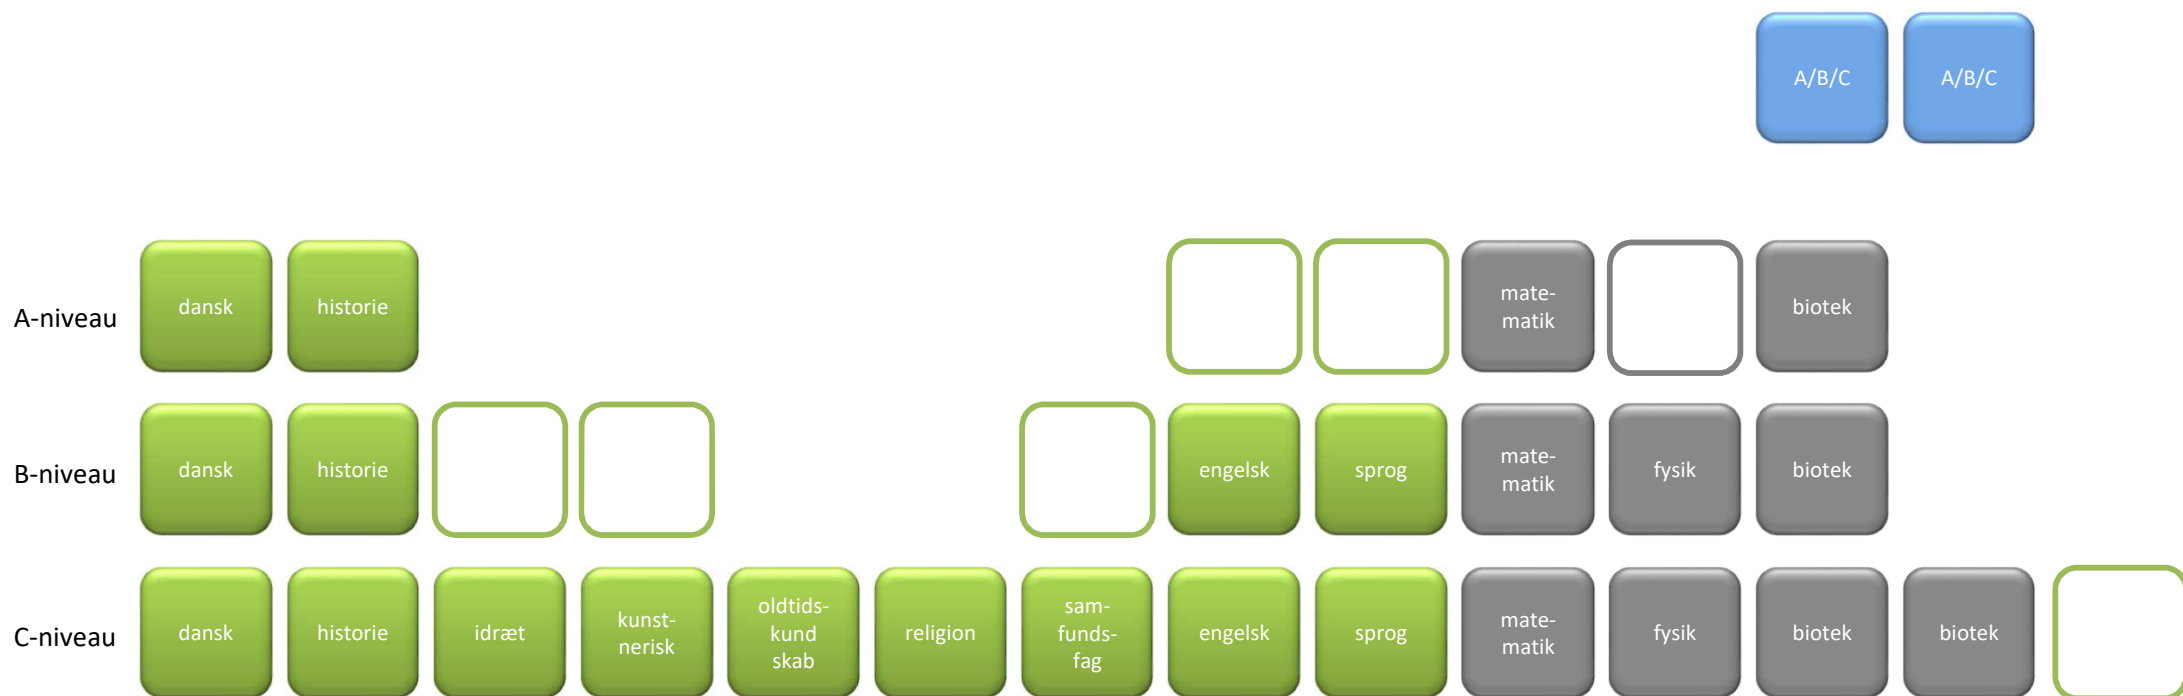 A/B/C
A/B/C
A-niveau
dansk
historie
mate-
matik
biotek
B-niveau
dansk
historie
engelsk
sprog
mate-
matik
fysik
biotek
C-niveau
dansk
historie
idræt
kunst-
nerisk
oldtids-
kund
skab
religion
sam-
funds-
fag
engelsk
sprog
mate-
matik
fysik
biotek
biotek